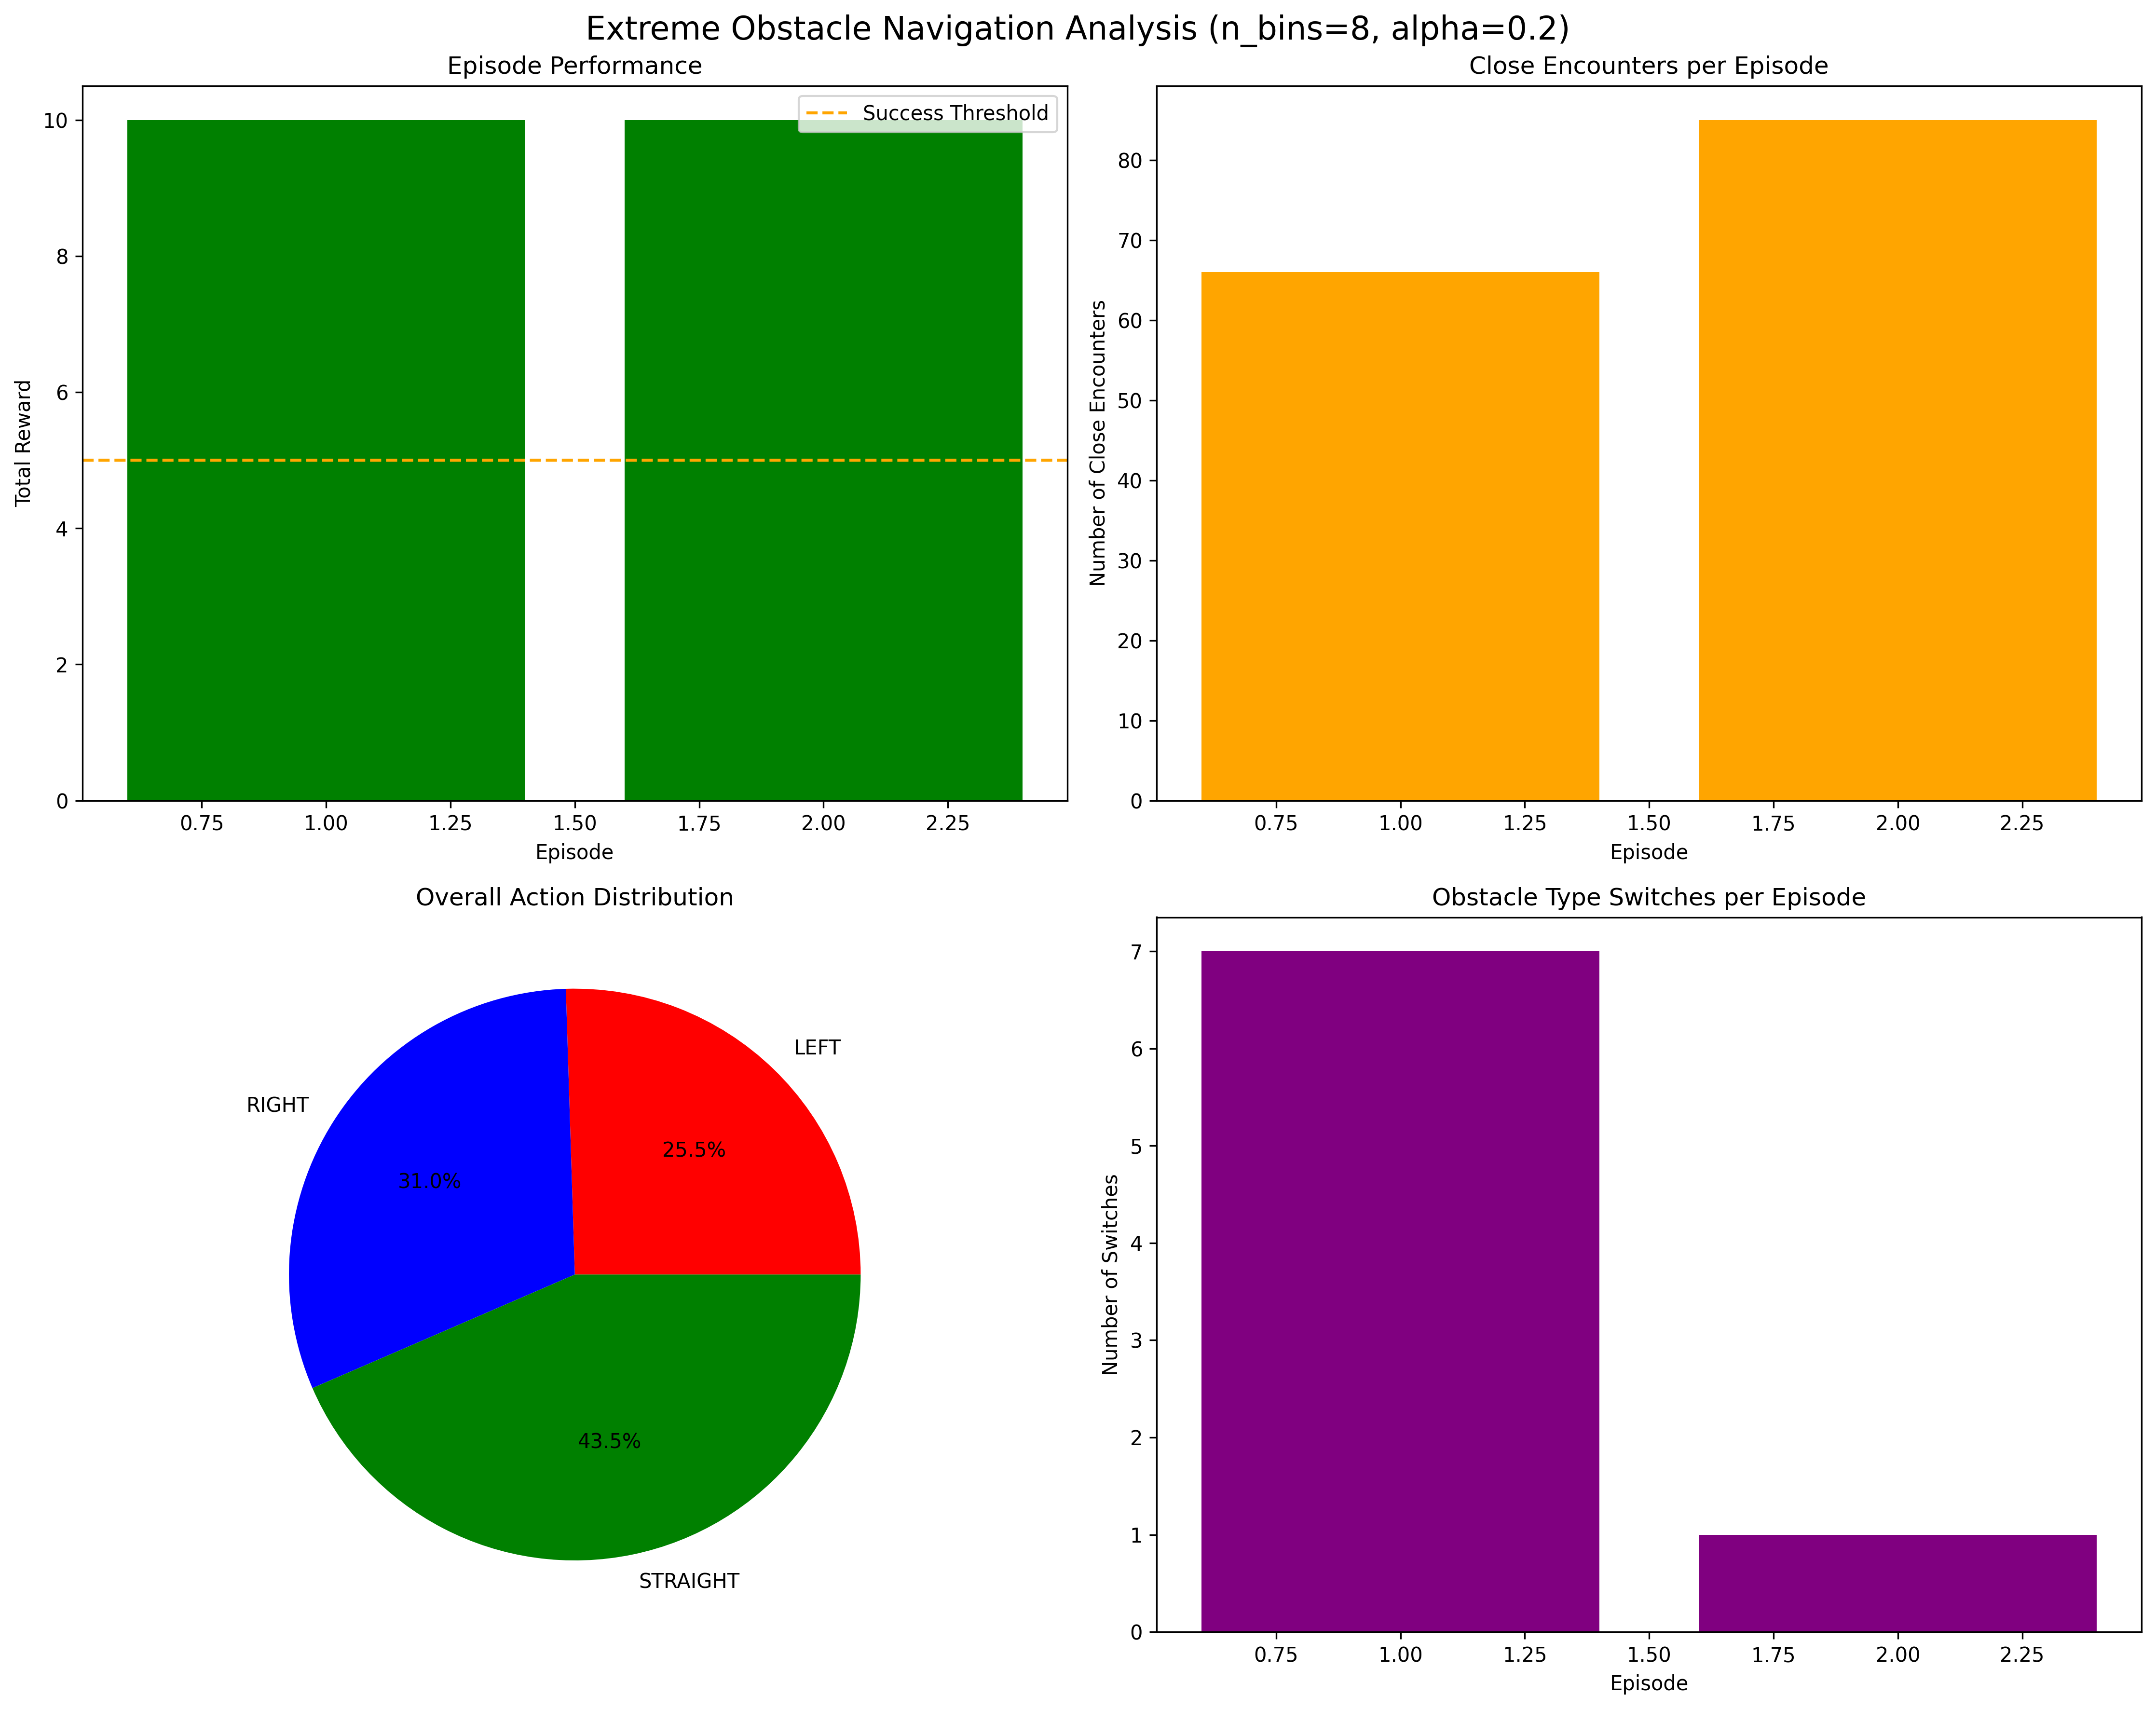 Extreme Obstacle Navigation Analysis (n_bins=8, alpha=0.2)
Episode Performance
Success Threshold
Total Reward
10
8
6
4
2
0
0.75 1.00 1.25 1.50 1.75 2.00 2.25
Episode
Close Encounters per Episode
Number of Close Encounters
80
70
60
50
40
30
20
10
0
0.75 1.00 1.25 1.50 1.75 2.00 2.25
Episode
Overall Action Distribution
LEFT
RIGHT
25.5%
31.0%
43.5%
STRAIGHT
Obstacle Type Switches per Episode
Number of Switches
7
6
5
4
3
2
1
0
0.75 1.00 1.25 1.50 1.75 2.00 2.25
Episode